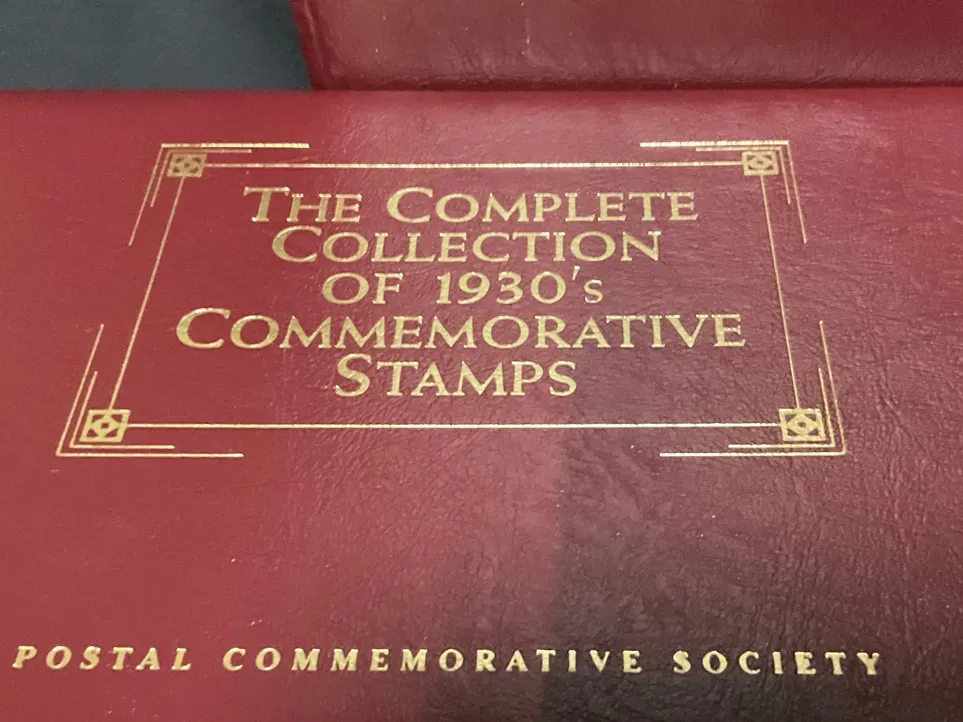 The Complete
Collection
of 1930's
Commemorative
Stamps
POSTAL COMMEMORATIVE SOCIETY